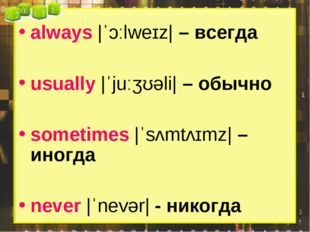 • always |ˈɔːlweɪz| – всегда
• usually |ˈjuːʒʊəli| – обычно
• sometimes |ˈsʌmtʌɪmz| –
иногда
• never |ˈnevər| - никогда